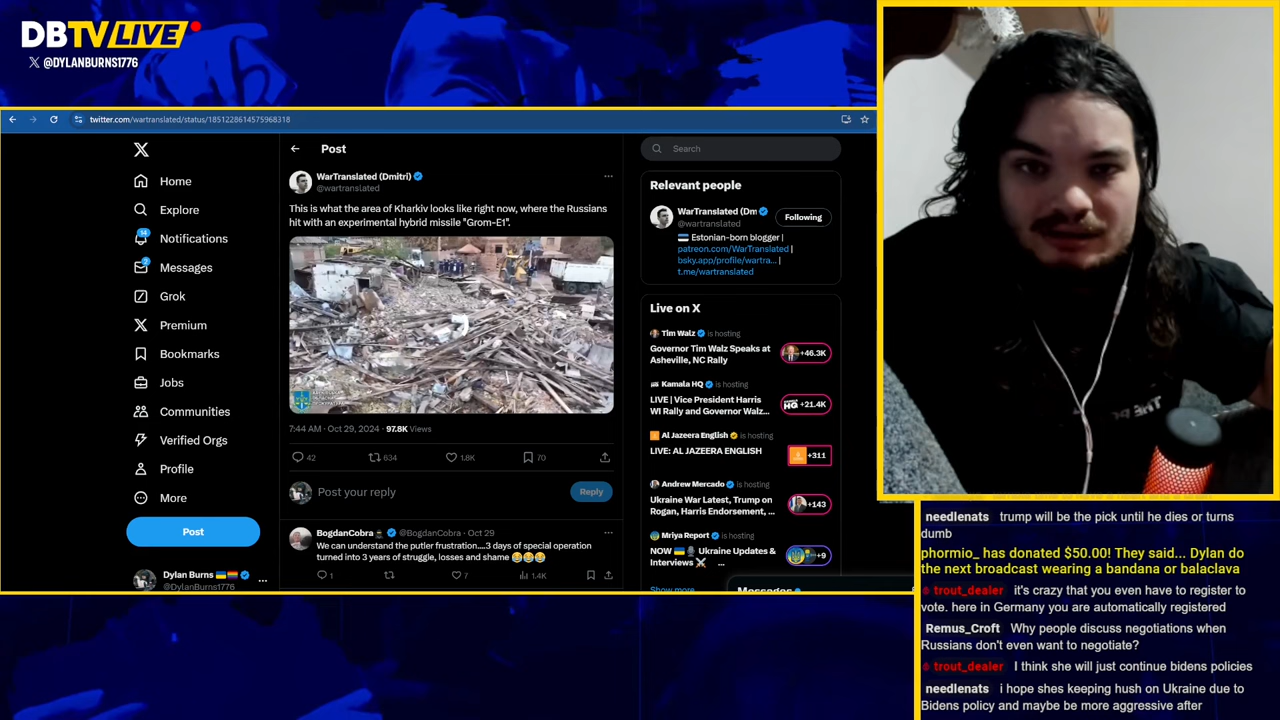 DBTV LIVE
X @DYLANBURNS1776
twitter.com/wartranslated/status/1851228614575968318
Home
Explore
14
Notifications
2
Messages
Grok
Premium
Bookmarks
Jobs
Communities
Verified Orgs
Profile
More
Post
Dylan Burns
@DylanBurns1776
Post
WarTranslated (Dmitri)
@wartranslated
This is what the area of Kharkiv looks like right now, where the Russians
hit with an experimental hybrid missile "Grom-E1".
7:44 AM · Oct 29, 2024 · 97.8K Views
42
634
1.8K
70
Post your reply
Reply
BogdanCobra @BogdanCobra · Oct 29
We can understand the putler frustration....3 days of special operation
turned into 3 years of struggle, losses and shame
1
7
1.4K
Search
Relevant people
WarTranslated (Dm
@wartranslated
Following
Estonian-born blogger |
patreon.com/WarTranslated |
bsky.app/profile/wartra... |
t.me/wartranslated
Live on X
Tim Walz is hosting
Governor Tim Walz Speaks at
Asheville, NC Rally
+46.3K
Kamala HQ is hosting
LIVE | Vice President Harris
WI Rally and Governor Walz...
HQ +21.4K
Al Jazeera English is hosting
LIVE: AL JAZEERA ENGLISH
+311
Andrew Mercado is hosting
Ukraine War Latest, Trump on
Rogan, Harris Endorsement, ...
+143
Mriya Report is hosting
NOW Ukraine Updates &
Interviews ...
+9
Show more
Messages
needlenats trump will be the pick until he dies or turns
dumb
phormio_ has donated $50.00! They said... Dylan do
the next broadcast wearing a bandana or balaclava
trout_dealer it's crazy that you even have to register to
vote. here in Germany you are automatically registered
Remus_Croft Why people discuss negotiations when
Russians don't even want to negotiate?
trout_dealer I think she will just continue bidens policies
needlenats i hope shes keeping hush on Ukraine due to
Bidens policy and maybe be more aggressive after